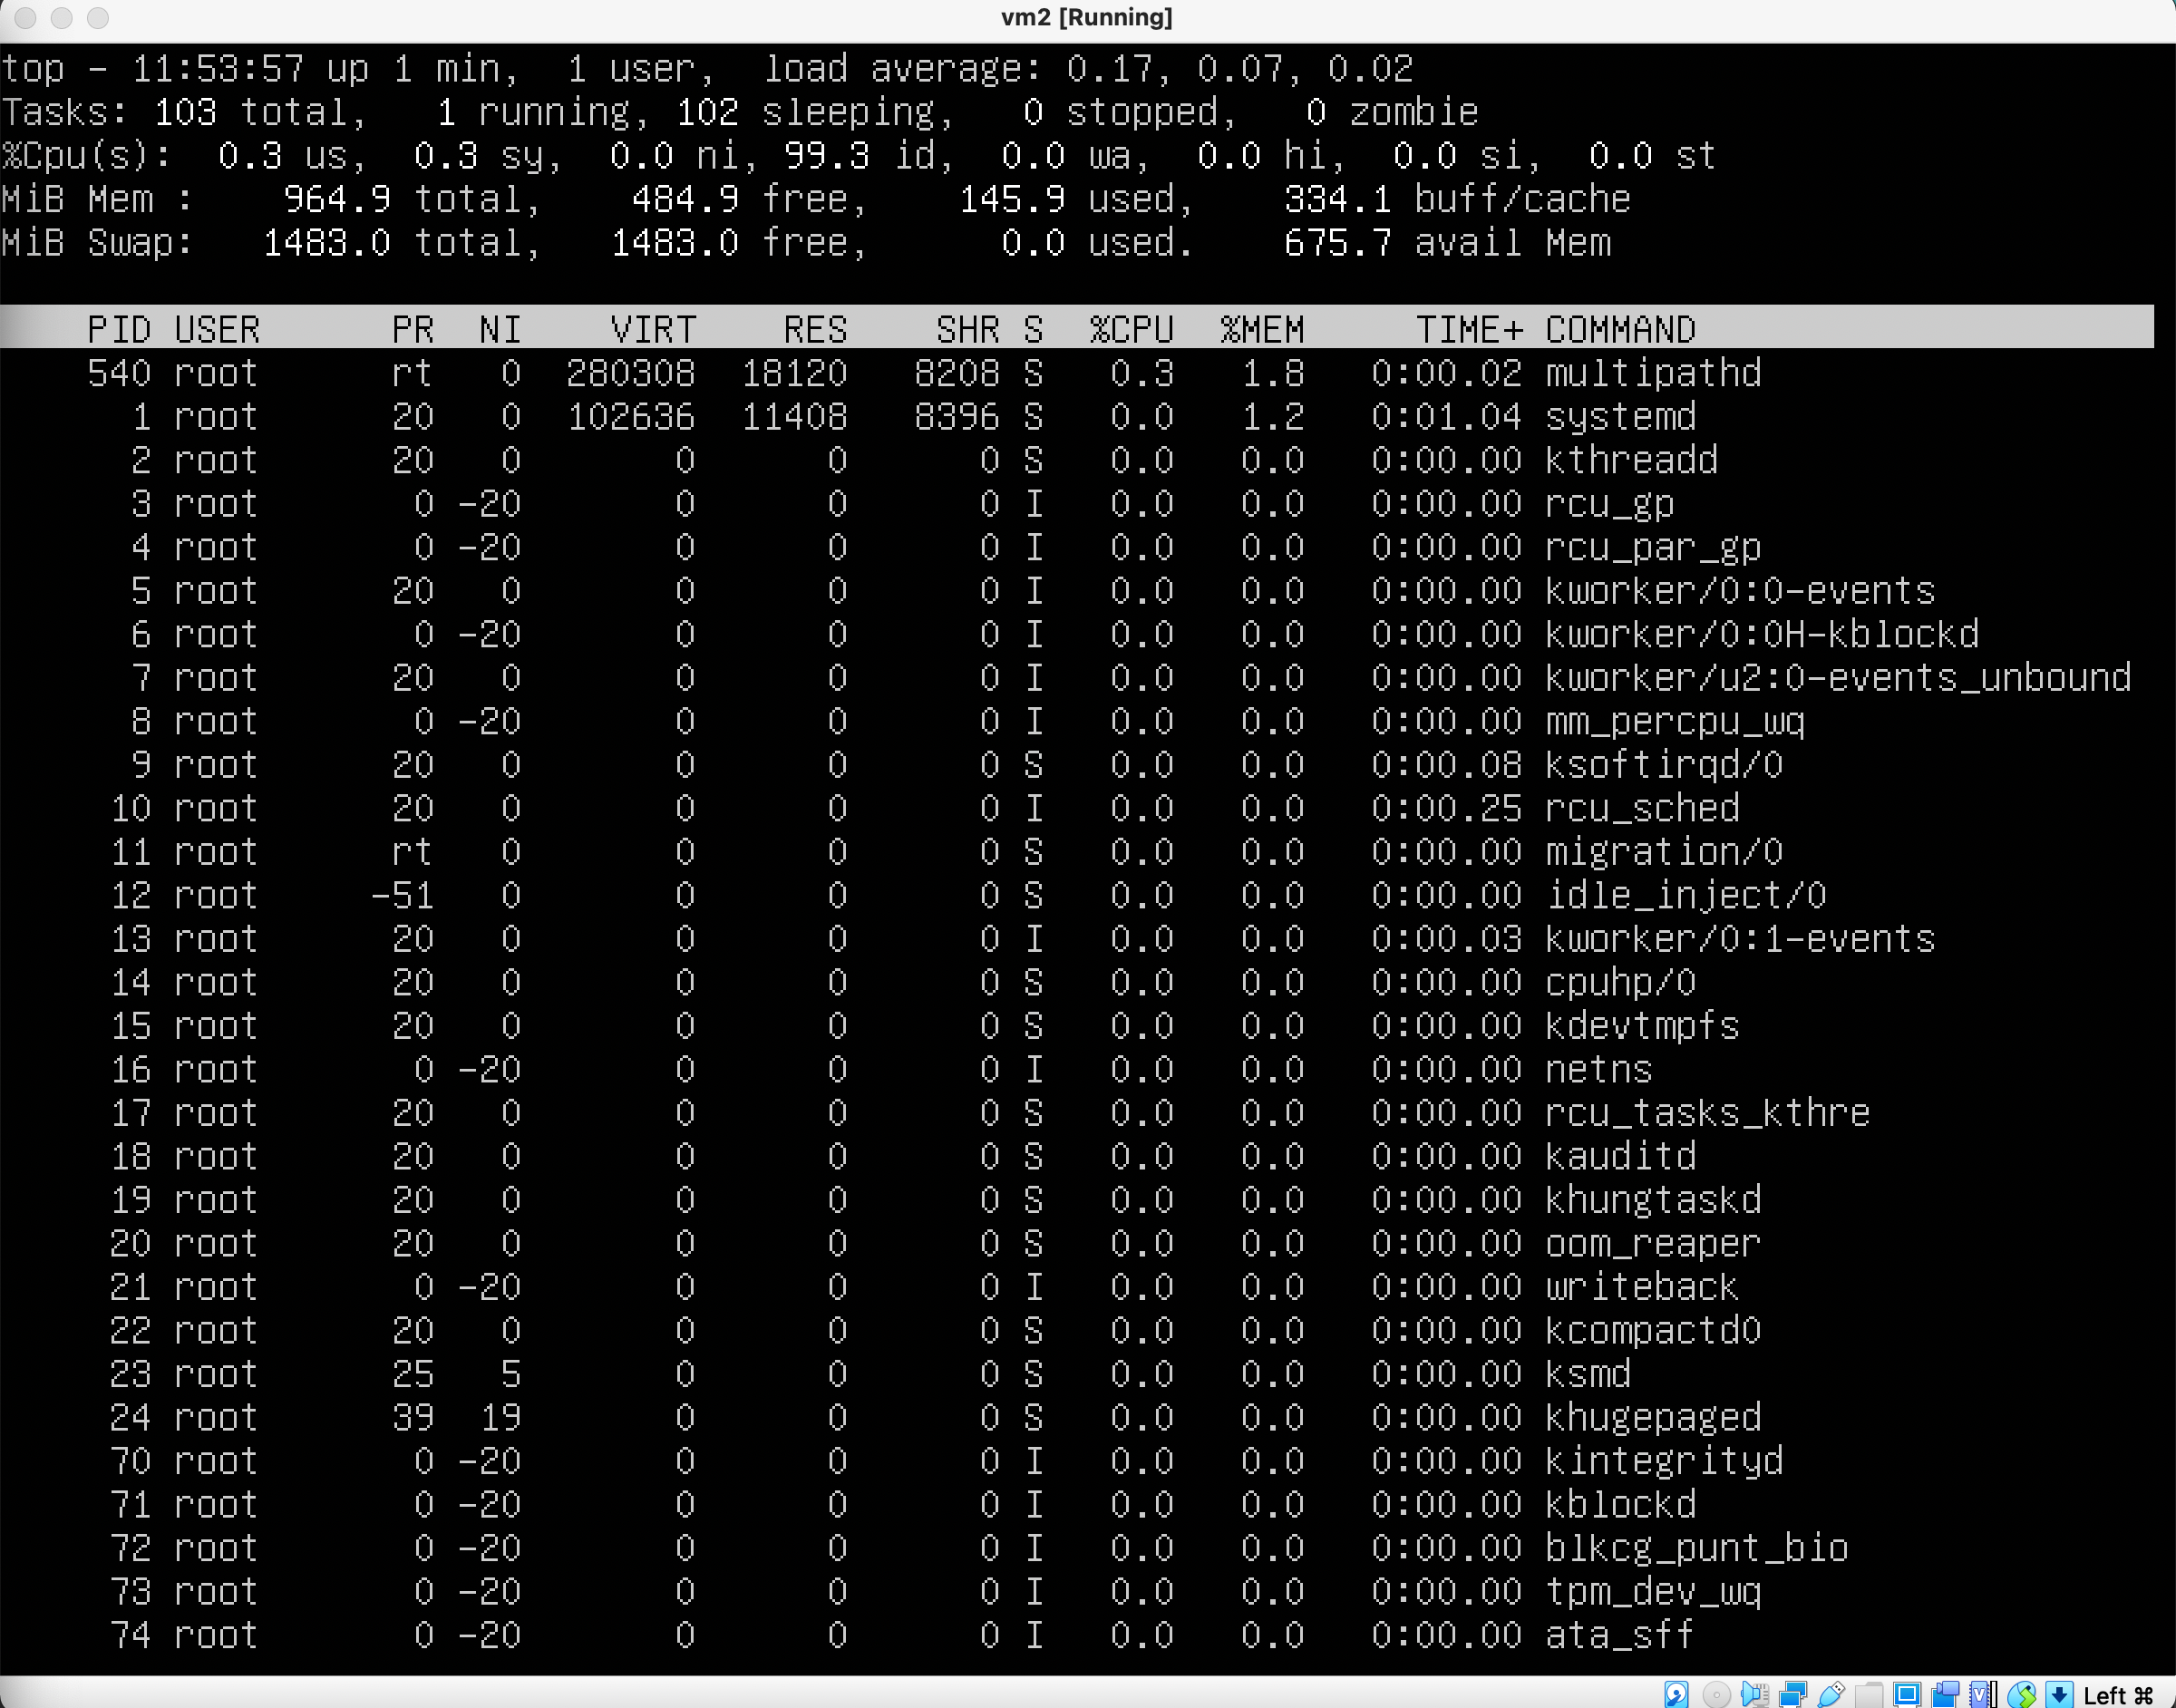 vm2 [Running]
top - 11:53:57 up 1 min,  1 user,  load average: 0.17, 0.07, 0.02
Tasks: 103 total,   1 running, 102 sleeping,   0 stopped,   0 zombie
%Cpu(s):  0.3 us,  0.3 sy,  0.0 ni, 99.3 id,  0.0 wa,  0.0 hi,  0.0 si,  0.0 st
MiB Mem :    964.9 total,    484.9 free,    145.9 used,    334.1 buff/cache
MiB Swap:   1483.0 total,   1483.0 free,      0.0 used.    675.7 avail Mem
PID USER      PR  NI    VIRT    RES    SHR S  %CPU  %MEM     TIME+ COMMAND
540 root      rt   0  280308  18120   8208 S   0.3   1.8   0:00.02 multipathd
1 root      20   0  102636  11408   8396 S   0.0   1.2   0:01.04 systemd
2 root      20   0       0      0      0 S   0.0   0.0   0:00.00 kthreadd
3 root       0 -20       0      0      0 I   0.0   0.0   0:00.00 rcu_gp
4 root       0 -20       0      0      0 I   0.0   0.0   0:00.00 rcu_par_gp
5 root      20   0       0      0      0 I   0.0   0.0   0:00.00 kworker/0:0-events
6 root       0 -20       0      0      0 I   0.0   0.0   0:00.00 kworker/0:0H-kblockd
7 root      20   0       0      0      0 I   0.0   0.0   0:00.00 kworker/u2:0-events_unbound
8 root       0 -20       0      0      0 I   0.0   0.0   0:00.00 mm_percpu_wq
9 root      20   0       0      0      0 S   0.0   0.0   0:00.08 ksoftirqd/0
10 root      20   0       0      0      0 I   0.0   0.0   0:00.25 rcu_sched
11 root      rt   0       0      0      0 S   0.0   0.0   0:00.00 migration/0
12 root     -51   0       0      0      0 S   0.0   0.0   0:00.00 idle_inject/0
13 root      20   0       0      0      0 I   0.0   0.0   0:00.03 kworker/0:1-events
14 root      20   0       0      0      0 S   0.0   0.0   0:00.00 cpuhp/0
15 root      20   0       0      0      0 S   0.0   0.0   0:00.00 kdevtmpfs
16 root       0 -20       0      0      0 I   0.0   0.0   0:00.00 netns
17 root      20   0       0      0      0 S   0.0   0.0   0:00.00 rcu_tasks_kthre
18 root      20   0       0      0      0 S   0.0   0.0   0:00.00 kauditd
19 root      20   0       0      0      0 S   0.0   0.0   0:00.00 khungtaskd
20 root      20   0       0      0      0 S   0.0   0.0   0:00.00 oom_reaper
21 root       0 -20       0      0      0 I   0.0   0.0   0:00.00 writeback
22 root      20   0       0      0      0 S   0.0   0.0   0:00.00 kcompactd0
23 root      25   5       0      0      0 S   0.0   0.0   0:00.00 ksmd
24 root      39  19       0      0      0 S   0.0   0.0   0:00.00 khugepaged
70 root       0 -20       0      0      0 I   0.0   0.0   0:00.00 kintegrityd
71 root       0 -20       0      0      0 I   0.0   0.0   0:00.00 kblockd
72 root       0 -20       0      0      0 I   0.0   0.0   0:00.00 blkcg_punt_bio
73 root       0 -20       0      0      0 I   0.0   0.0   0:00.00 tpm_dev_wq
74 root       0 -20       0      0      0 I   0.0   0.0   0:00.00 ata_sff
Left ⌘